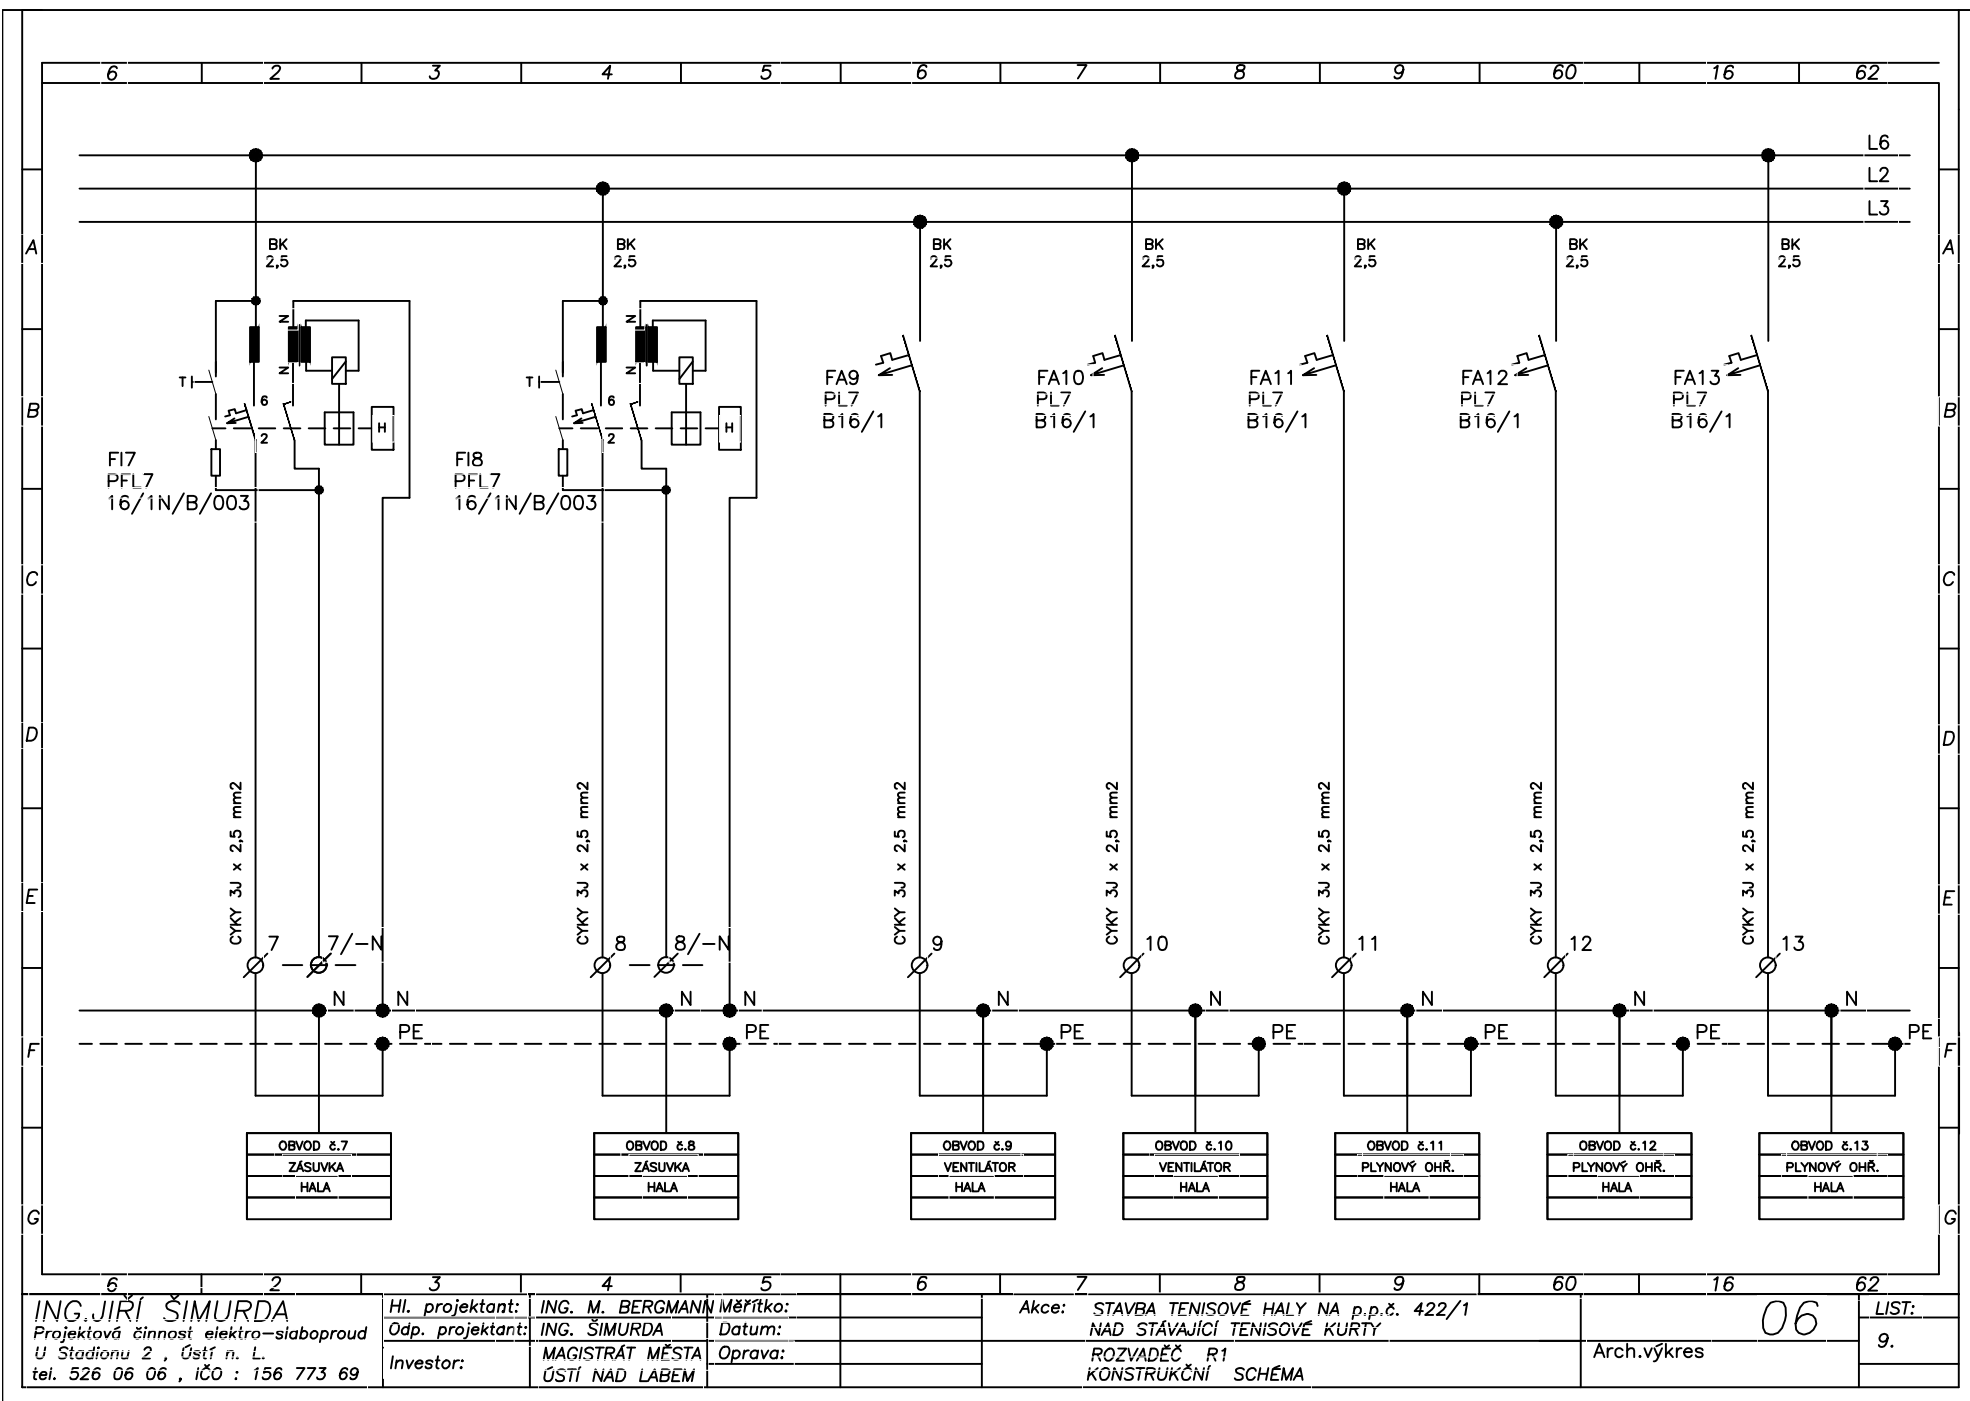 6 2 3 4 5 6 7 8 9 60 16 62
L6
L2
L3
A BK BK BK BK BK BK BK A
2,5 2,5 2,5 2,5 2,5 2,5 2,5
N N
N N
T T
FA9 FA10 FA11 FA12 FA13
PL7 PL7 PL7 PL7 PL7
B 6 6 B16/1 B16/1 B16/1 B16/1 B16/1 B
H H
2 2
FI7 FI8
PFL7 PFL7
16/1N/B/003 16/1N/B/003
C C
D D
CYKY 3J x 2,5 mm2 CYKY 3J x 2,5 mm2 CYKY 3J x 2,5 mm2 CYKY 3J x 2,5 mm2 CYKY 3J x 2,5 mm2 CYKY 3J x 2,5 mm2 CYKY 3J x 2,5 mm2
E E
7 7/-N 8 8/-N 9 10 11 12 13
N N N N N N N N N
PE PE PE PE PE PE PE
F F
OBVOD č.7 OBVOD č.8 OBVOD č.9 OBVOD č.10 OBVOD č.11 OBVOD č.12 OBVOD č.13
ZÁSUVKA ZÁSUVKA VENTILÁTOR VENTILÁTOR PLYNOVÝ OHŘ. PLYNOVÝ OHŘ. PLYNOVÝ OHŘ.
HALA HALA HALA HALA HALA HALA HALA
G G
6 2 3 4 5 6 7 8 9 60 16 62
ING.JIŘÍ ŠIMURDA
Projektová činnost elektro-slaboproud
U Stadionu 2 , Ústí n. L.
tel. 526 06 06 , IČO : 156 773 69
Hl. projektant: ING. M. BERGMANN
Odp. projektant: ING. ŠIMURDA
Investor: MAGISTRÁT MĚSTA
ÚSTÍ NAD LABEM
Měřítko:
Datum:
Oprava:
Akce: STAVBA TENISOVÉ HALY NA p.p.č. 422/1
NAD STÁVAJÍCÍ TENISOVÉ KURTY
ROZVADĚČ R1
KONSTRUKČNÍ SCHÉMA
06
Arch.výkres
LIST:
9.